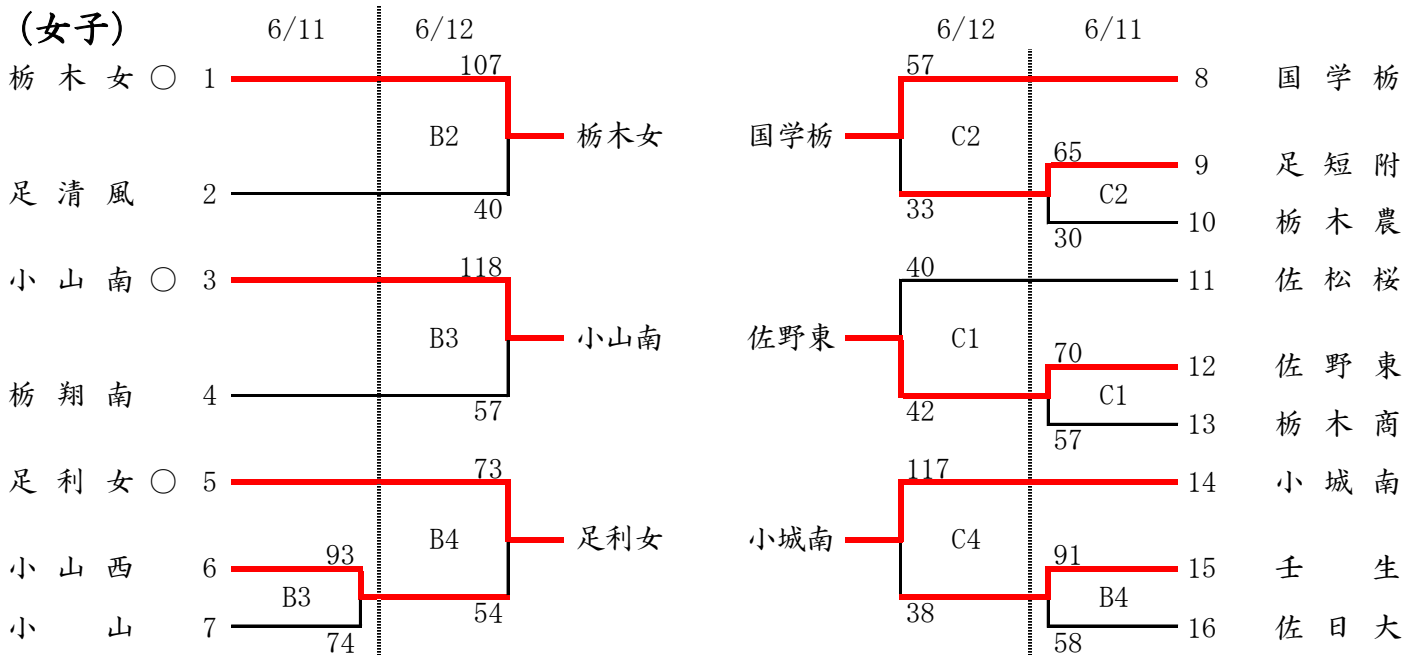 (女子)
6/11 6/12 6/12 6/11
栃木女○ 1 107 57 8 国学栃
B2 栃木女 国学栃 C2
65 9 足短附
足清風 2 40 33 C2
30 10 栃木農
小山南○ 3 118 40 11 佐松桜
B3 小山南 佐野東 C1
70 12 佐野東
栃翔南 4 57 42 C1
57 13 栃木商
足利女○ 5 73 117 14 小城南
B4 足利女 小城南 C4
小山西 6 93 91 15 壬生
B3 54 38 B4
小山 7 74 58 16 佐日大